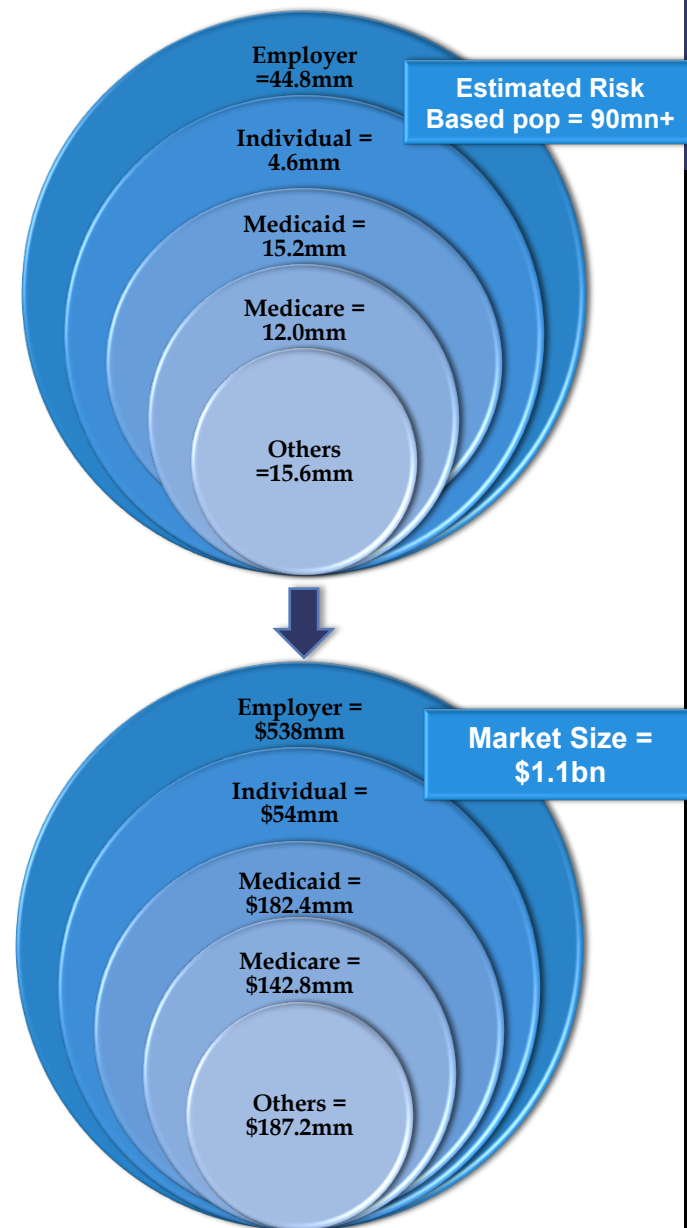 Employer
=44.8mm
Estimated Risk
Based pop = 90mn+
Individual =
4.6mm
Medicaid =
15.2mm
Medicare =
12.0mm
Others
=15.6mm
Employer =
$538mm
Market Size =
$1.1bn
Individual =
$54mm
Medicaid =
$182.4mm
Medicare =
$142.8mm
Others =
$187.2mm